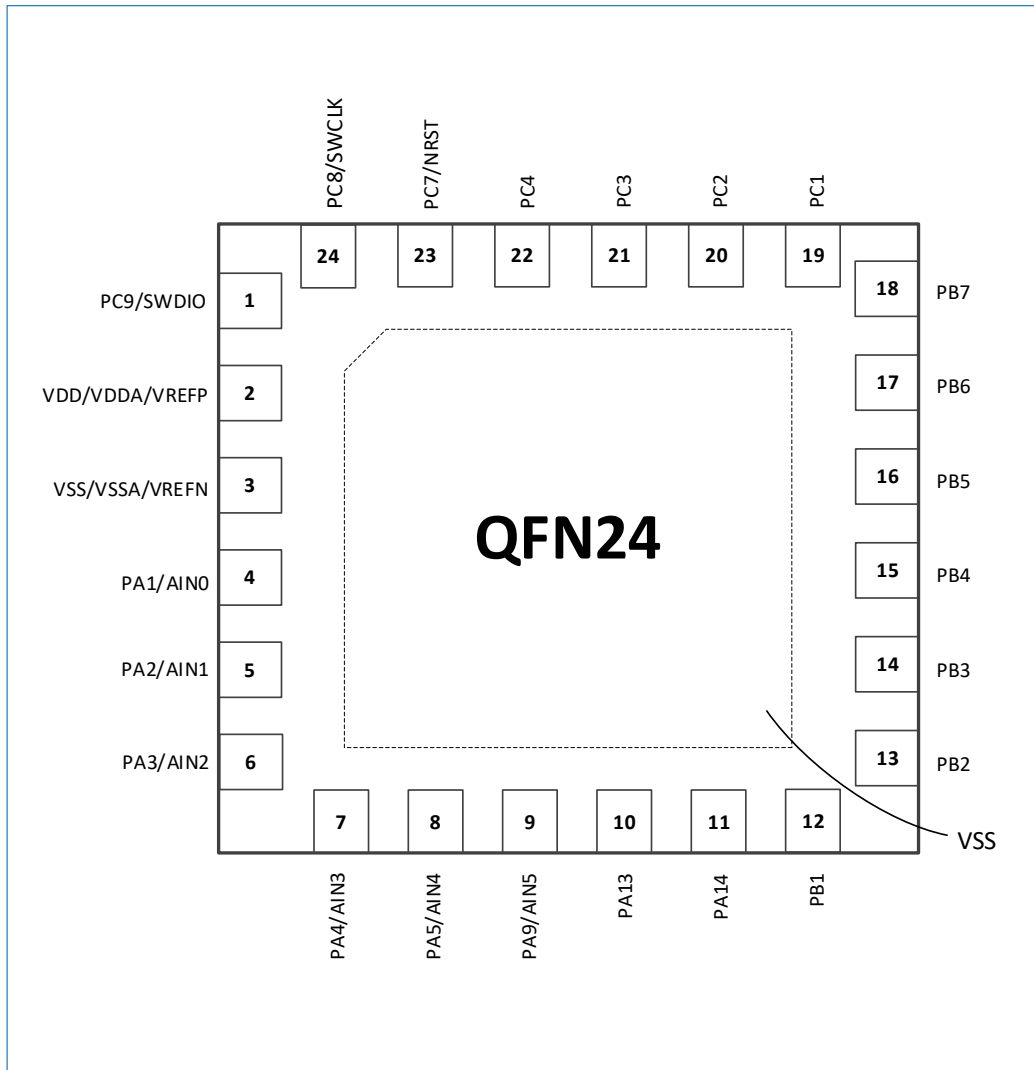 PC8/SWCLK
PC7/NRST
PC4
PC3
PC2
PC1
24
23
22
21
20
19
PC9/SWDIO
1
VDD/VDDA/VREFP
2
VSS/VSSA/VREFN
3
PA1/AIN0
4
PA2/AIN1
5
PA3/AIN2
6
QFN24
18
PB7
17
PB6
16
PB5
15
PB4
14
PB3
13
PB2
7
8
9
10
11
12
VSS
PA4/AIN3
PA5/AIN4
PA9/AIN5
PA13
PA14
PB1